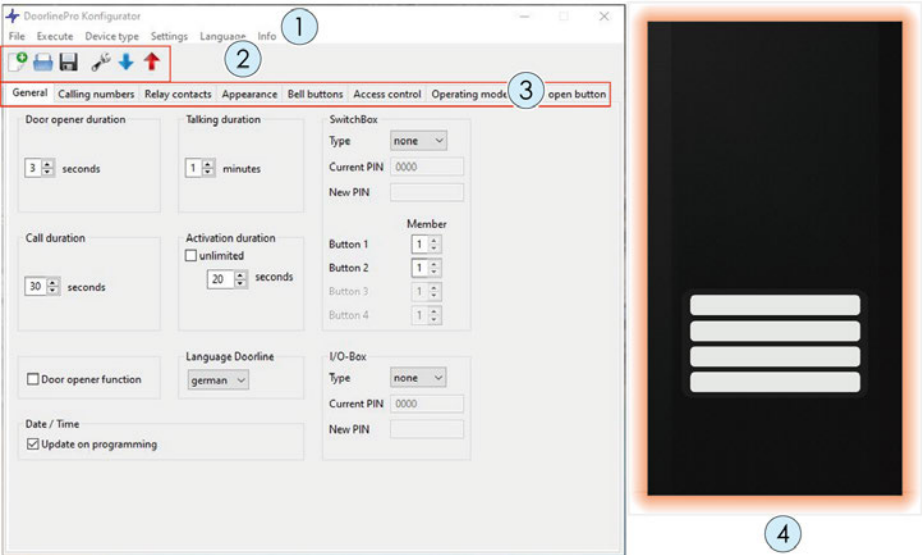 DoorlinePro Konfigurator
File Execute Device type Settings Language Info
1
2
General Calling numbers Relay contacts Appearance Bell buttons Access control Operating mode open button
3
Door opener duration
3 seconds
Talking duration
1 minutes
SwitchBox
Type none
Current PIN 0000
New PIN
Member
Button 1 1
Button 2 1
Button 3 1
Button 4 1
Call duration
30 seconds
Activation duration
unlimited
20 seconds
Door opener function
Language Doorline
german
I/O-Box
Type none
Current PIN 0000
New PIN
Date / Time
Update on programming
4